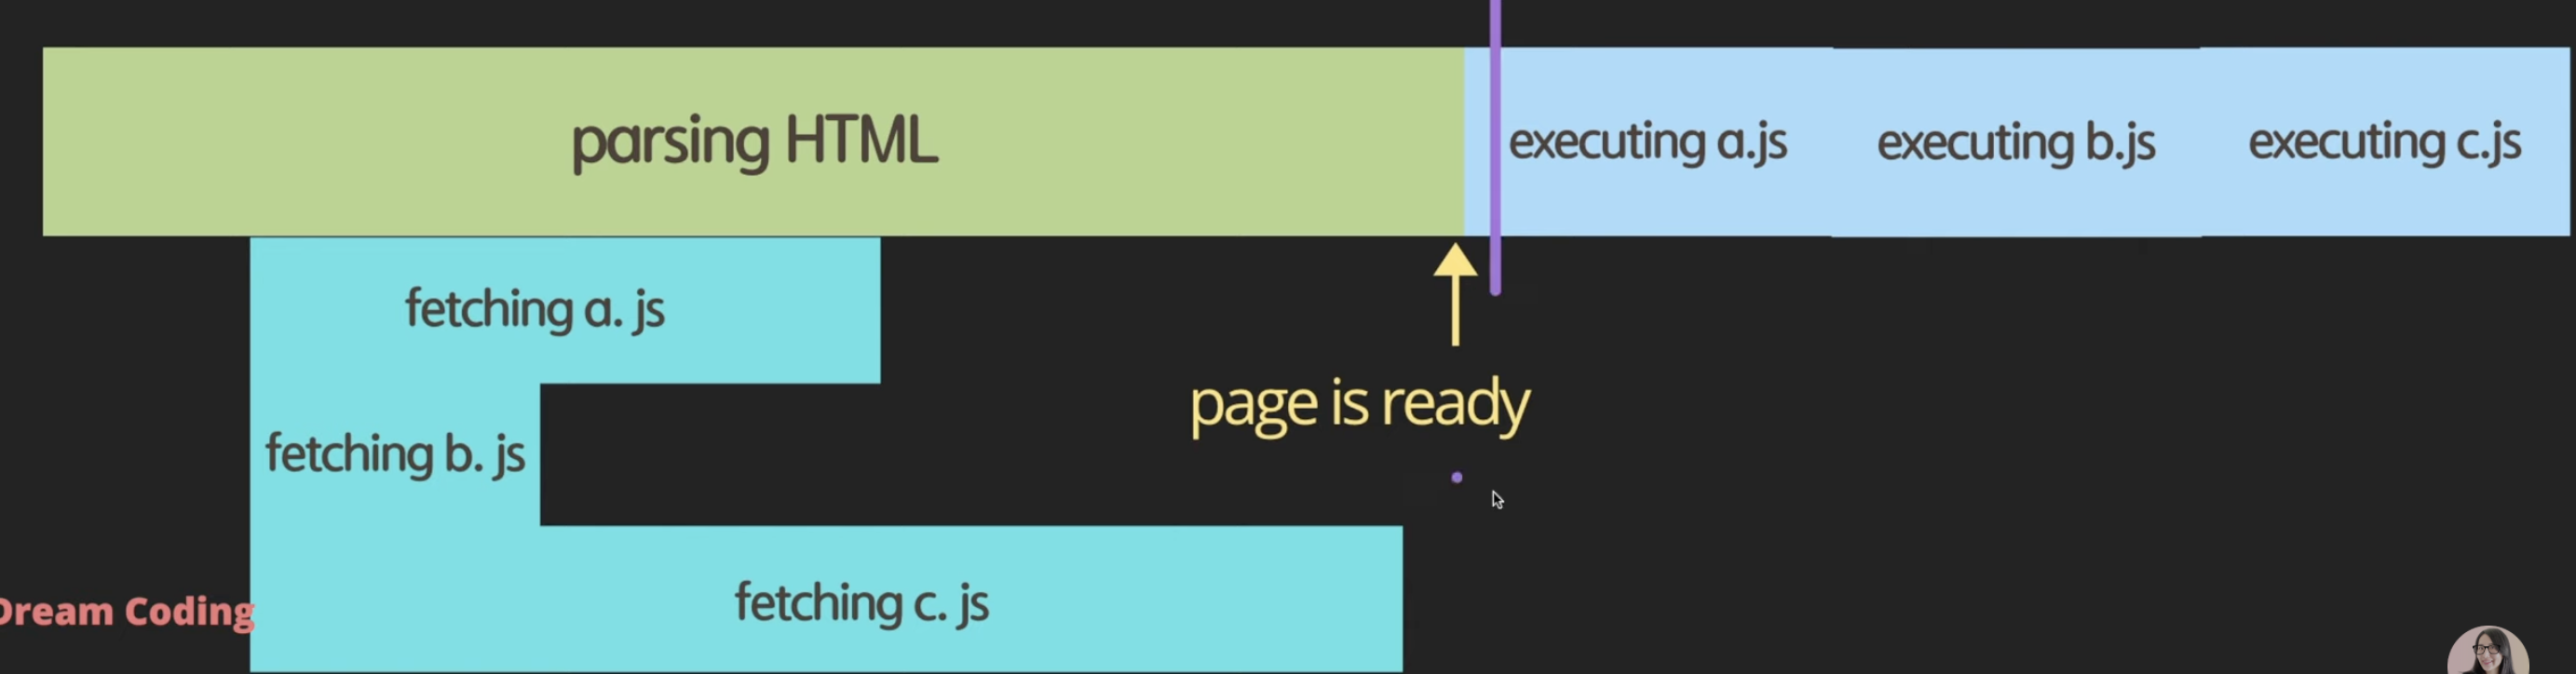 parsing HTML
executing a.js
executing b.js
executing c.js
fetching a. js
page is ready
fetching b. js
fetching c. js
Dream Coding